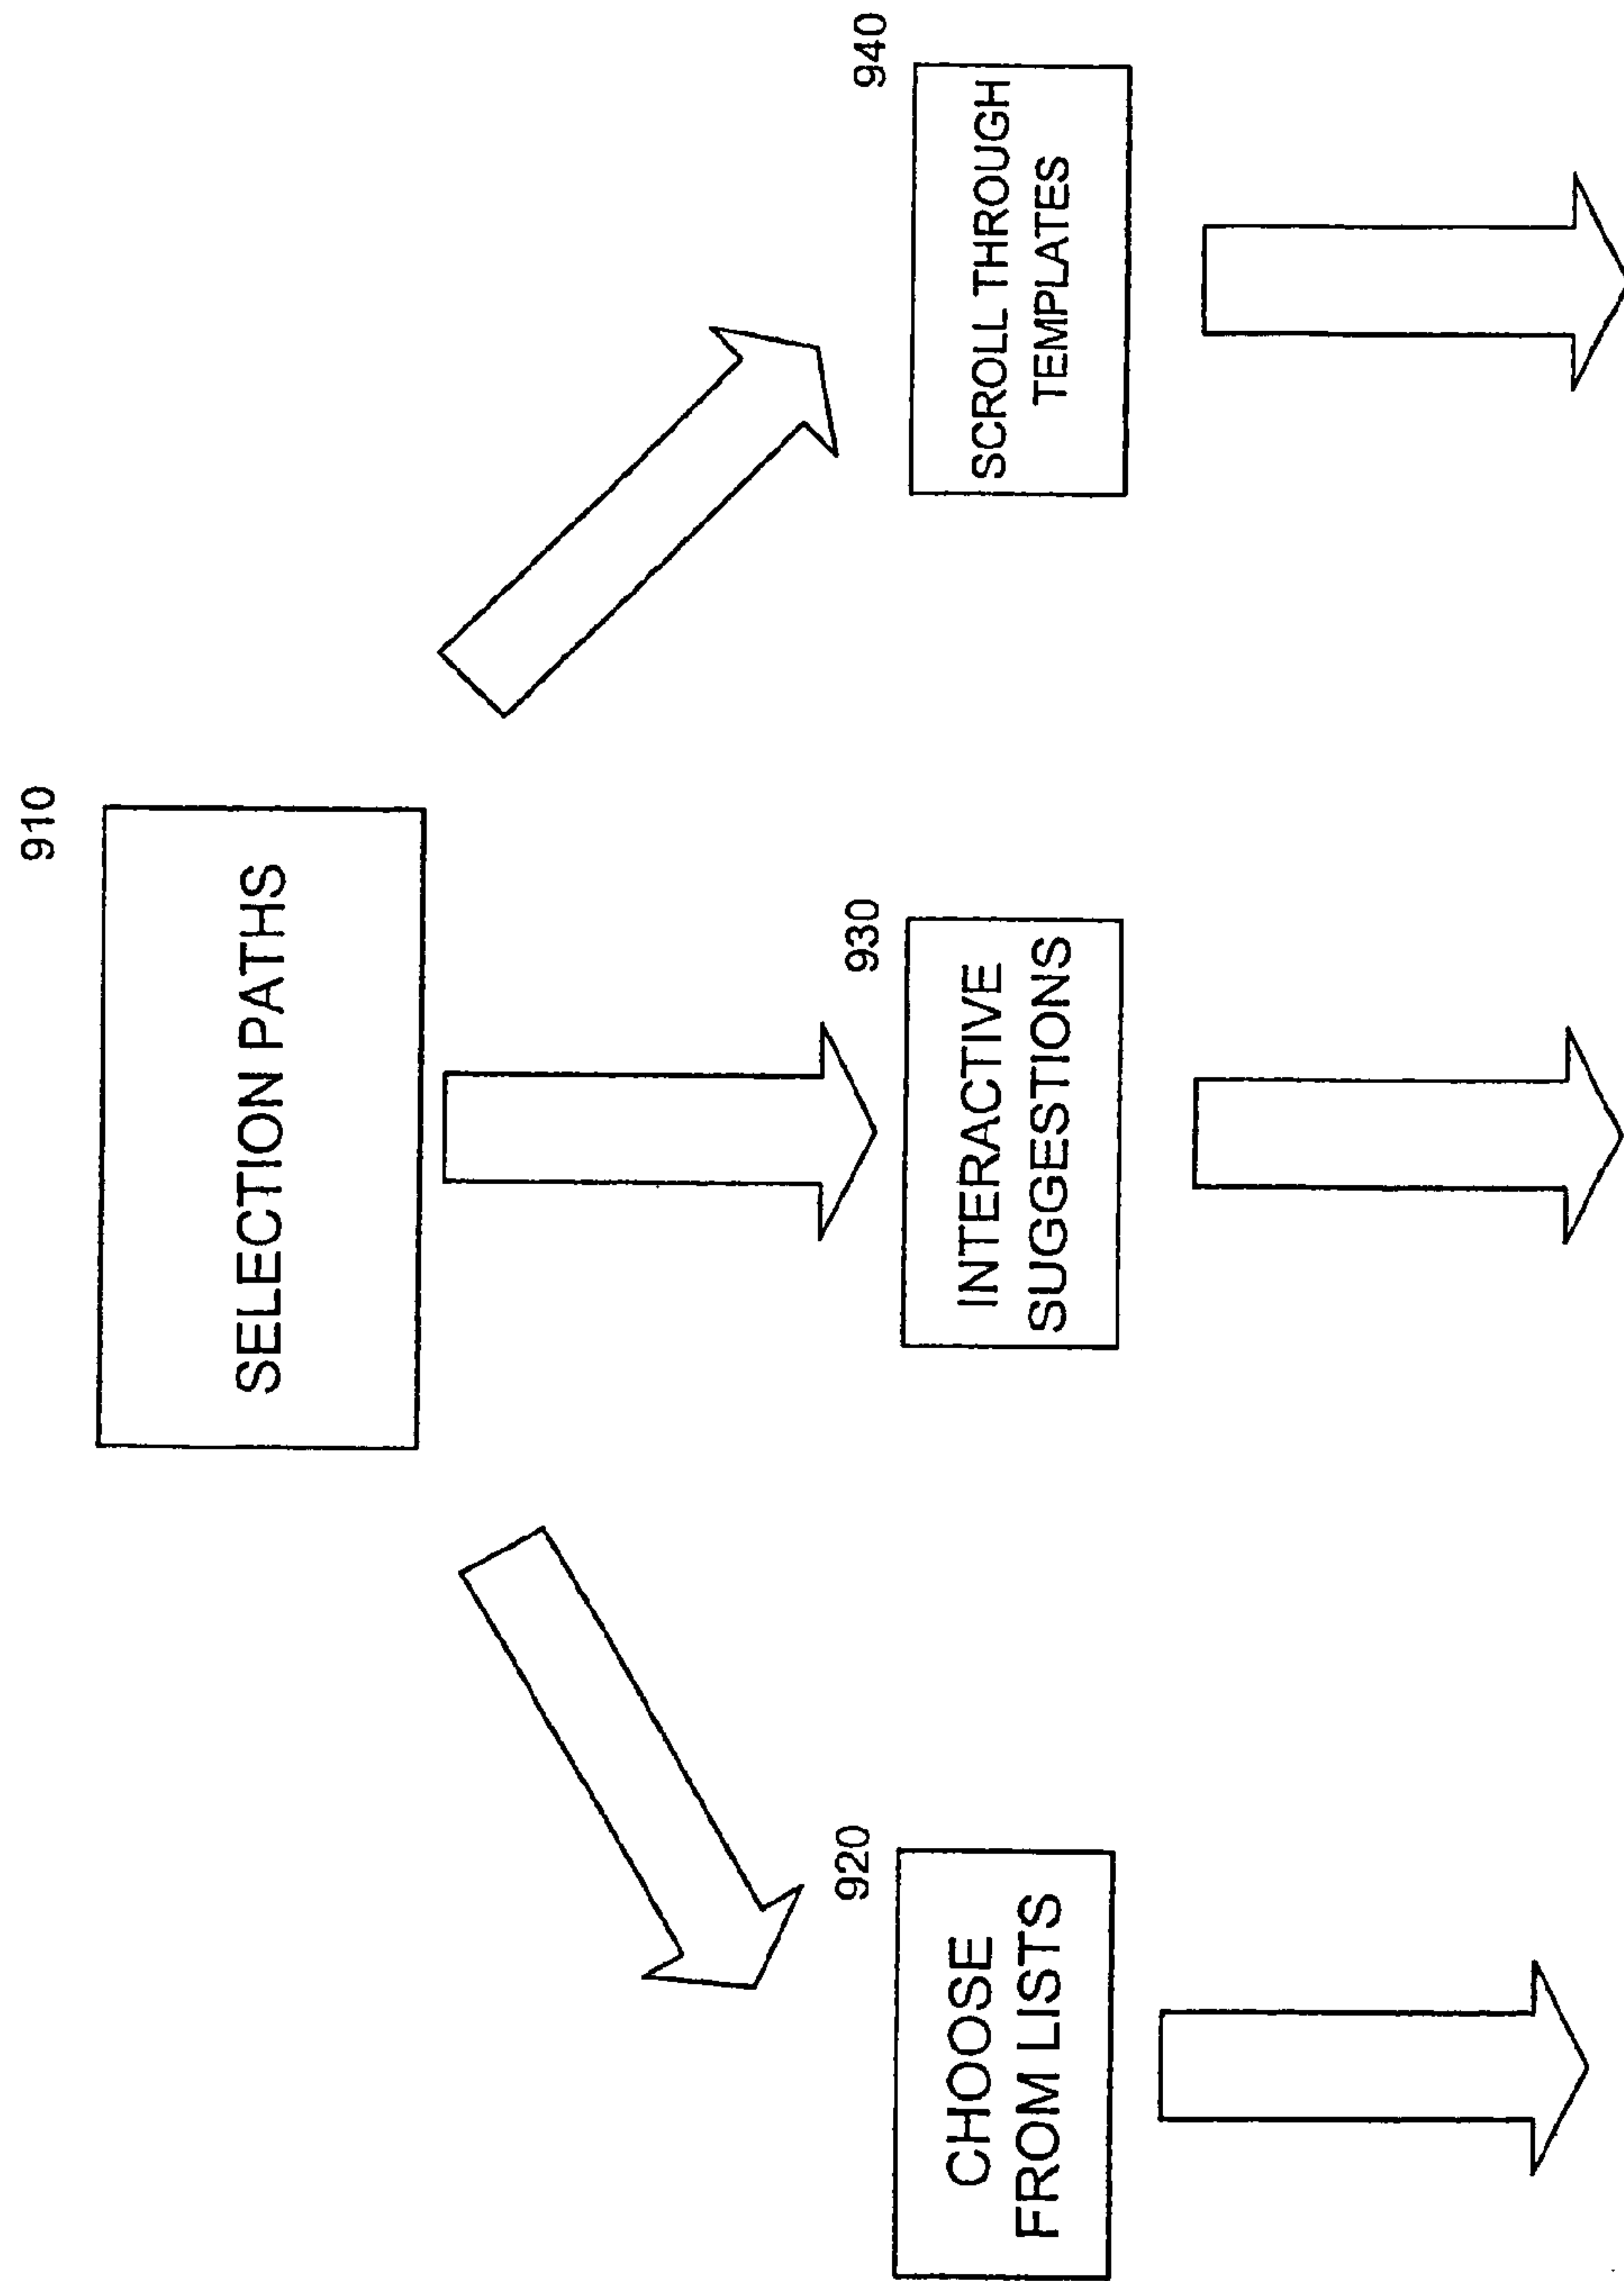 910
SELECTION PATHS
920
CHOOSE
FROM LISTS
930
INTERACTIVE
SUGGESTIONS
940
SCROLL THROUGH
TEMPLATES